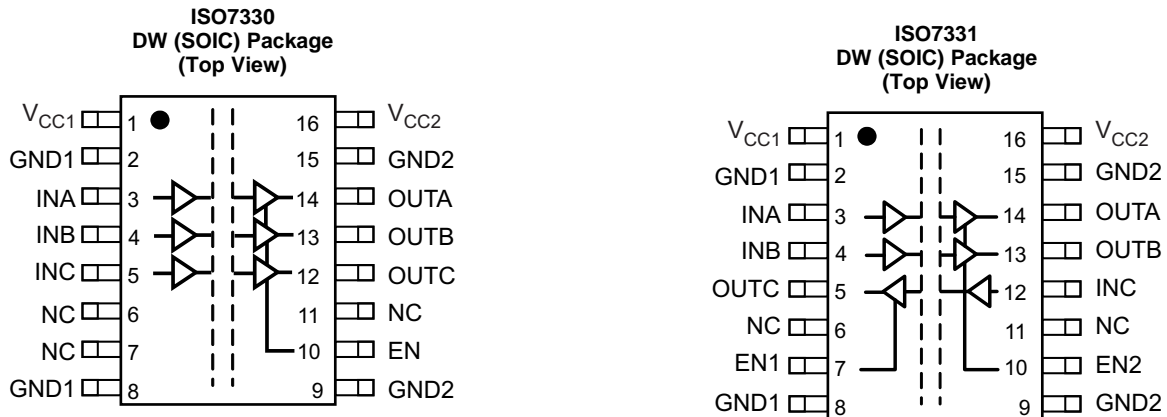 ISO7330
DW (SOIC) Package
(Top View)
VCC1 1 16 VCC2
GND1 2 15 GND2
INA 3 14 OUTA
INB 4 13 OUTB
INC 5 12 OUTC
NC 6 11 NC
NC 7 10 EN
GND1 8 9 GND2
ISO7331
DW (SOIC) Package
(Top View)
VCC1 1 16 VCC2
GND1 2 15 GND2
INA 3 14 OUTA
INB 4 13 OUTB
OUTC 5 12 INC
NC 6 11 NC
EN1 7 10 EN2
GND1 8 9 GND2